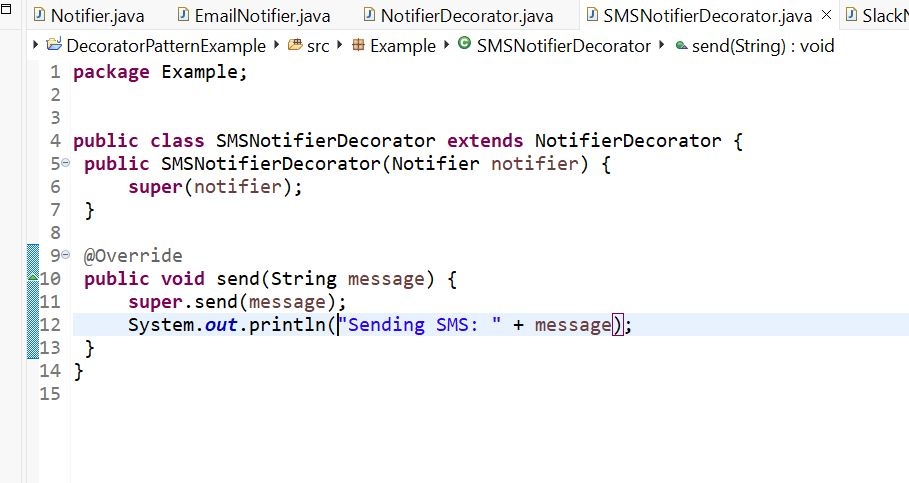 Notifier.java EmailNotifier.java NotifierDecorator.java SMSNotifierDecorator.java SlackN
DecoratorPatternExample src Example SMSNotifierDecorator send(String) : void
1 package Example;
2
3
4 public class SMSNotifierDecorator extends NotifierDecorator {
5 public SMSNotifierDecorator(Notifier notifier) {
6 super(notifier);
7 }
8
9 @Override
10 public void send(String message) {
11 super.send(message);
12 System.out.println("Sending SMS: " + message);
13 }
14 }
15